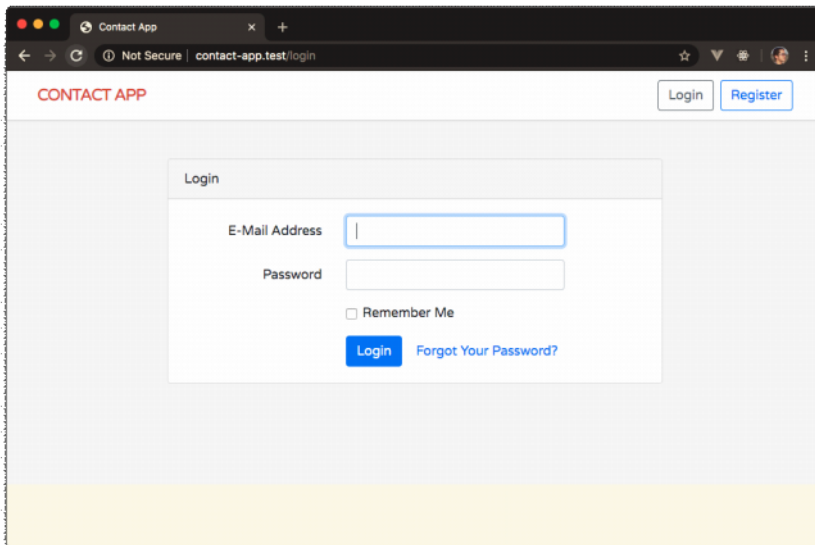 Contact App
Not Secure | contact-app.test/login
CONTACT APP
Login
Register
Login
E-Mail Address
Password
Remember Me
Login
Forgot Your Password?